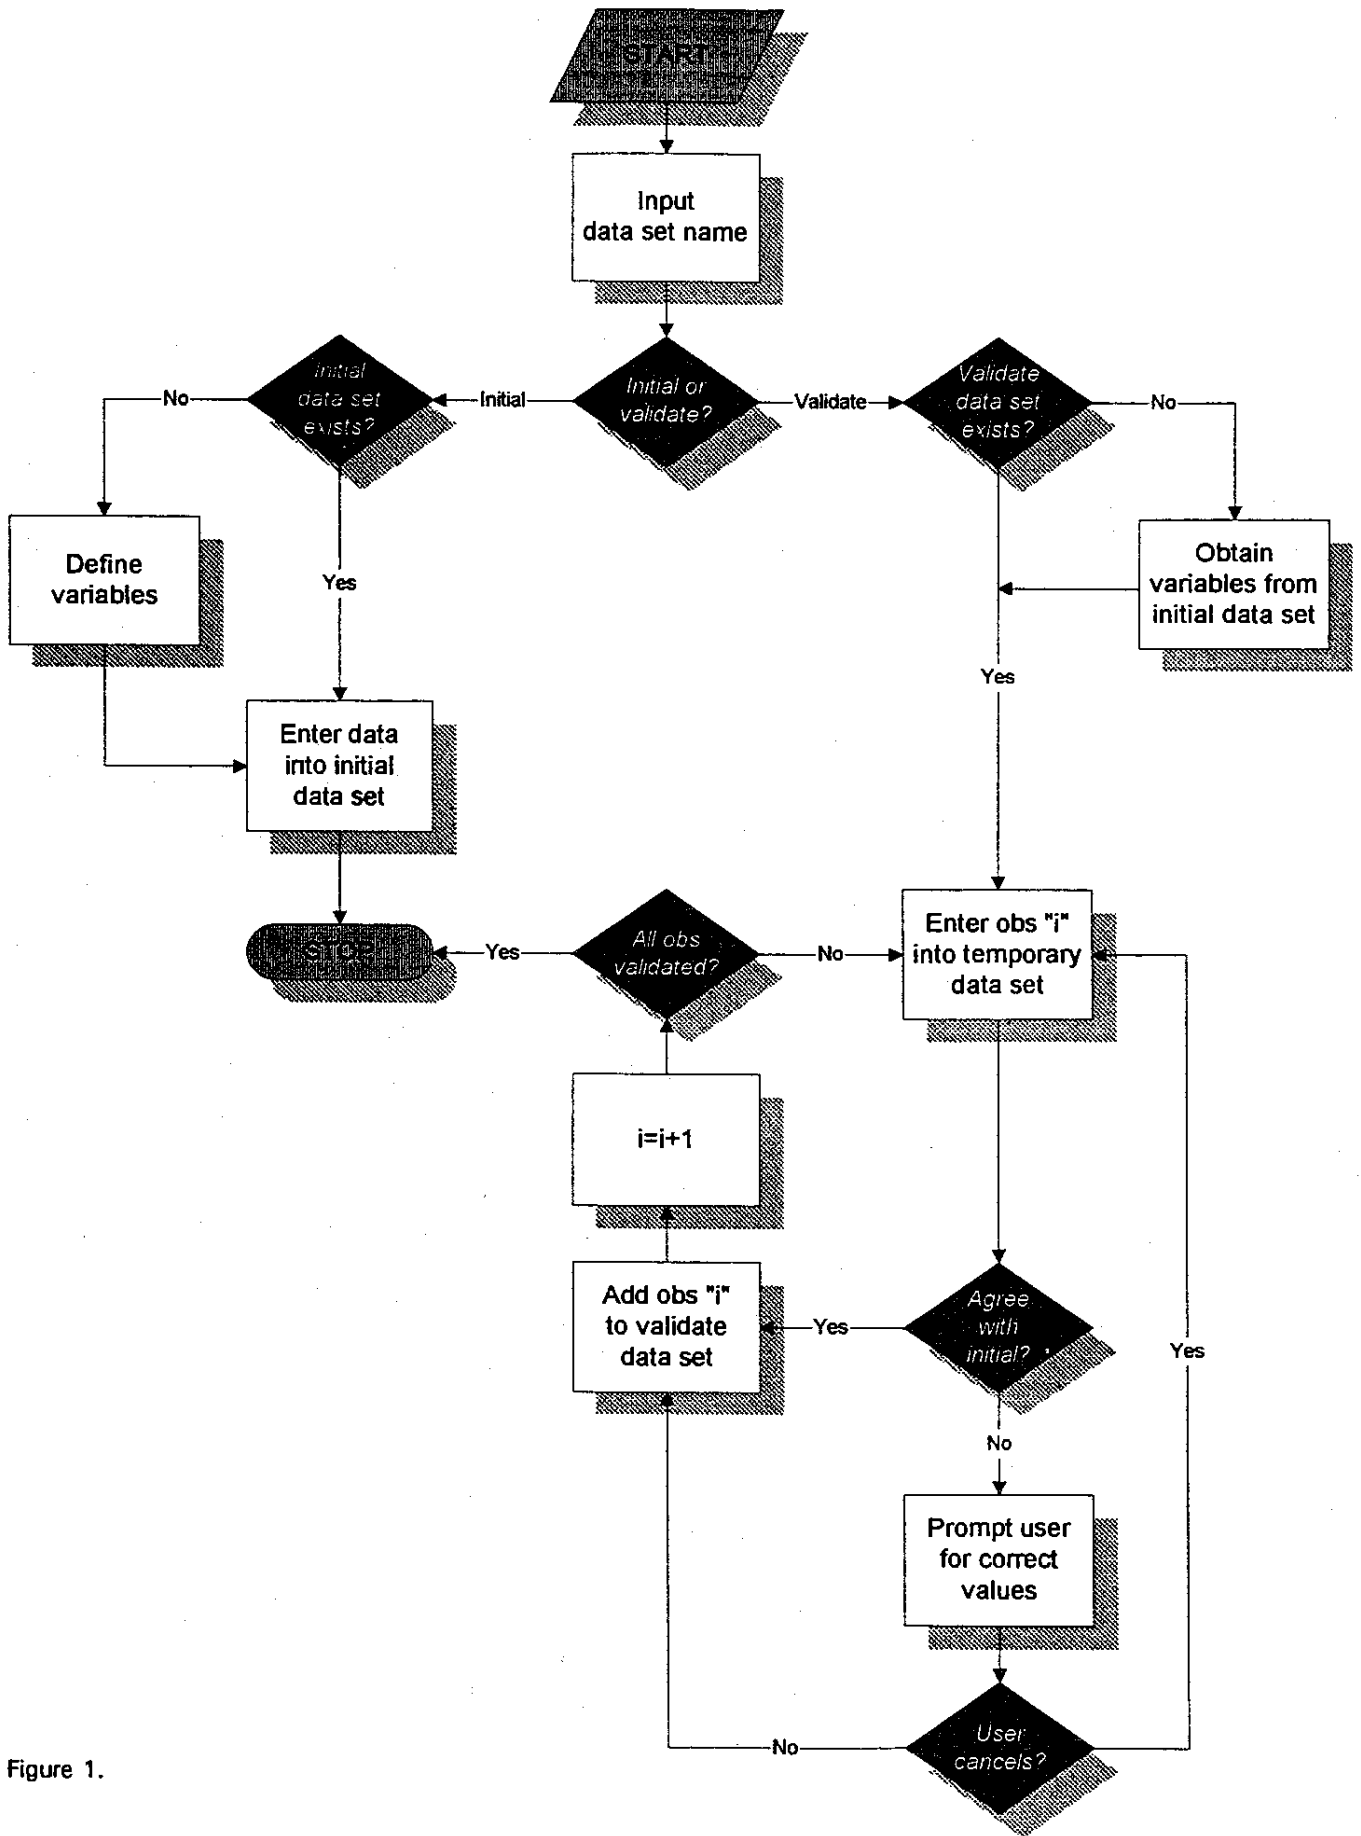 START
Input
data set name
Initial
data set
exists?
Initial or
validate?
Validate
data set
exists?
No
Initial
Validate
No
Define
variables
Yes
Obtain
variables from
initial data set
Yes
Enter data
into initial
data set
STOP
Yes
All obs
validated?
No
Enter obs "i"
into temporary
data set
i=i+1
Add obs "i"
to validate
data set
Yes
Agree
with
initial?
Yes
No
Prompt user
for correct
values
No
User
cancels?
Figure 1.